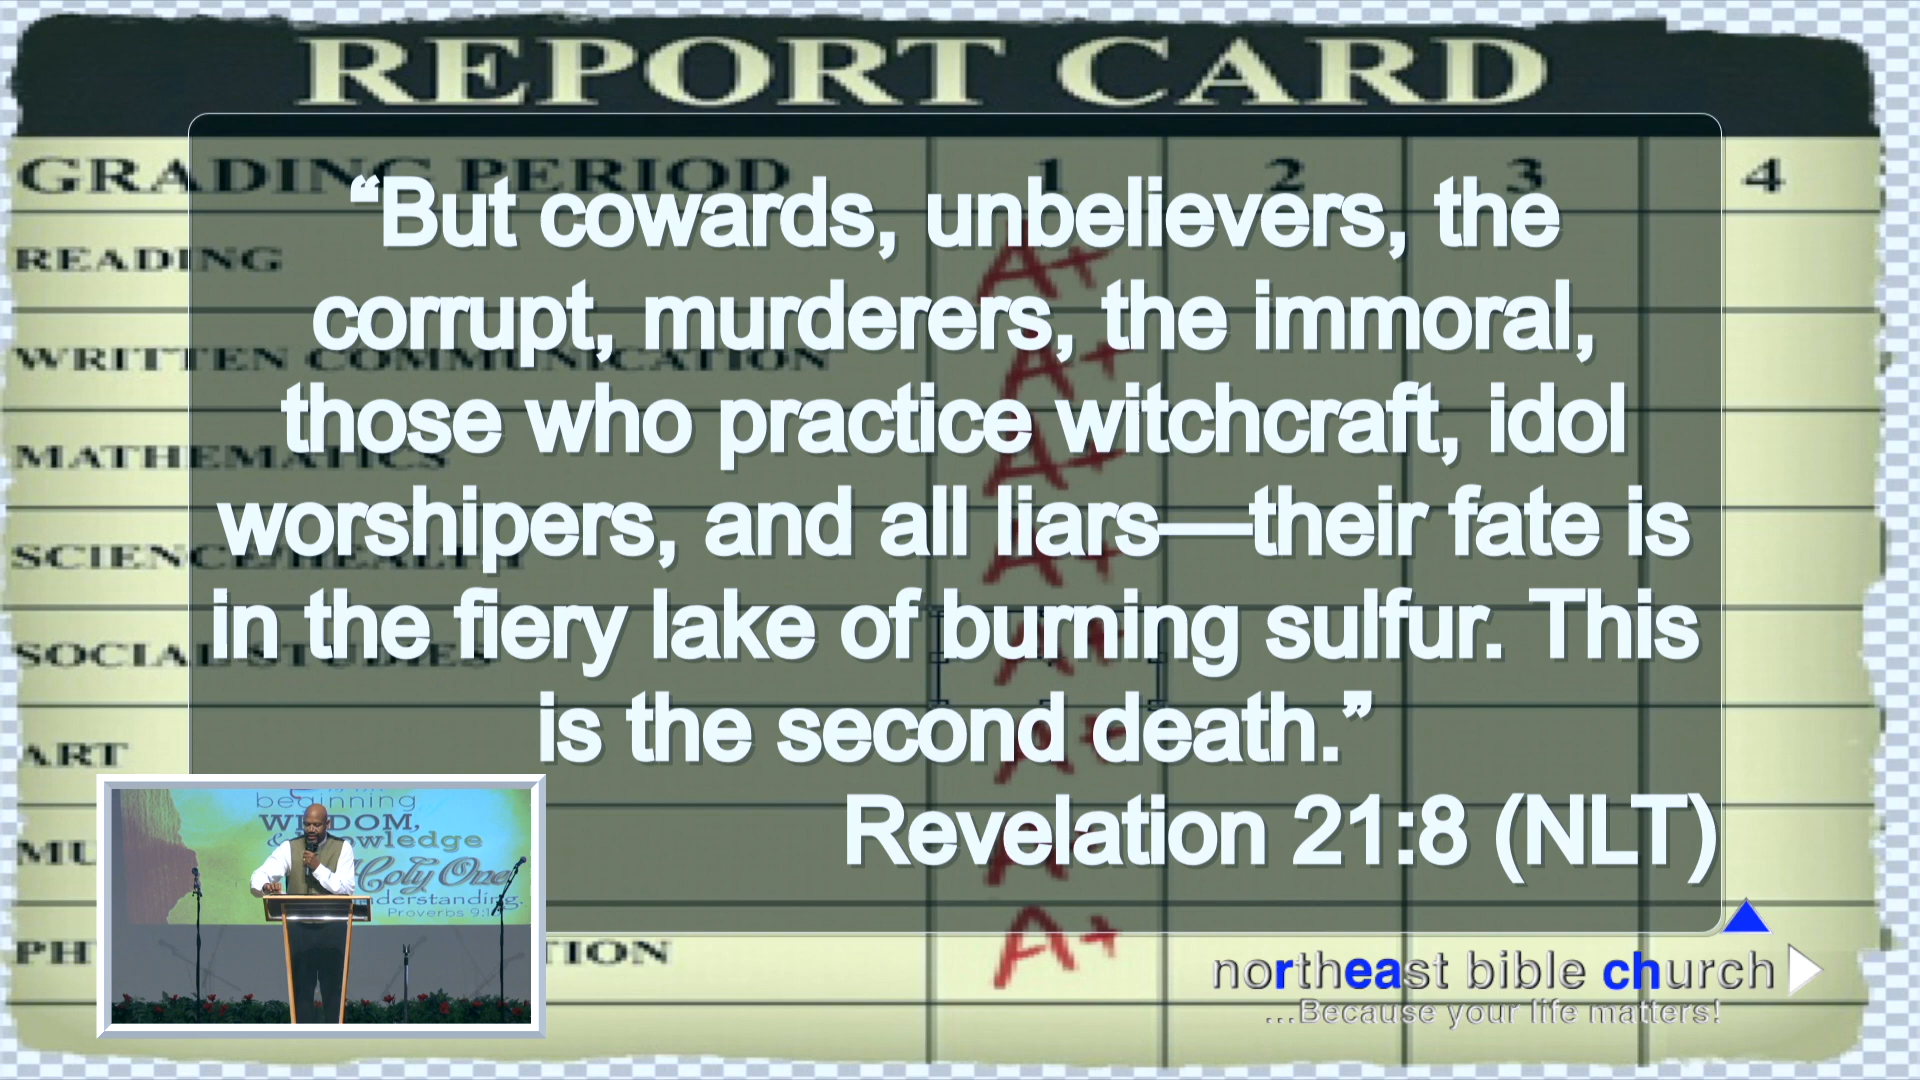 REPORT CARD
GRADING PERIOD 1 2 3 4
“But cowards, unbelievers, the
READING A+
corrupt, murderers, the immoral,
WRITTEN COMMUNICATION A+
those who practice witchcraft, idol
MATHEMATICS A+
worshipers, and all liars—their fate is
SCIENCE/HEALTH A+
in the fiery lake of burning sulfur. This
SOCIAL STUDIES A+
is the second death.”
ART A+
Revelation 21:8 (NLT)
beginning
WISDOM,
& knowledge
Holy One
understanding.
Proverbs 9:1
A+
northeast bible church
...Because your life matters!